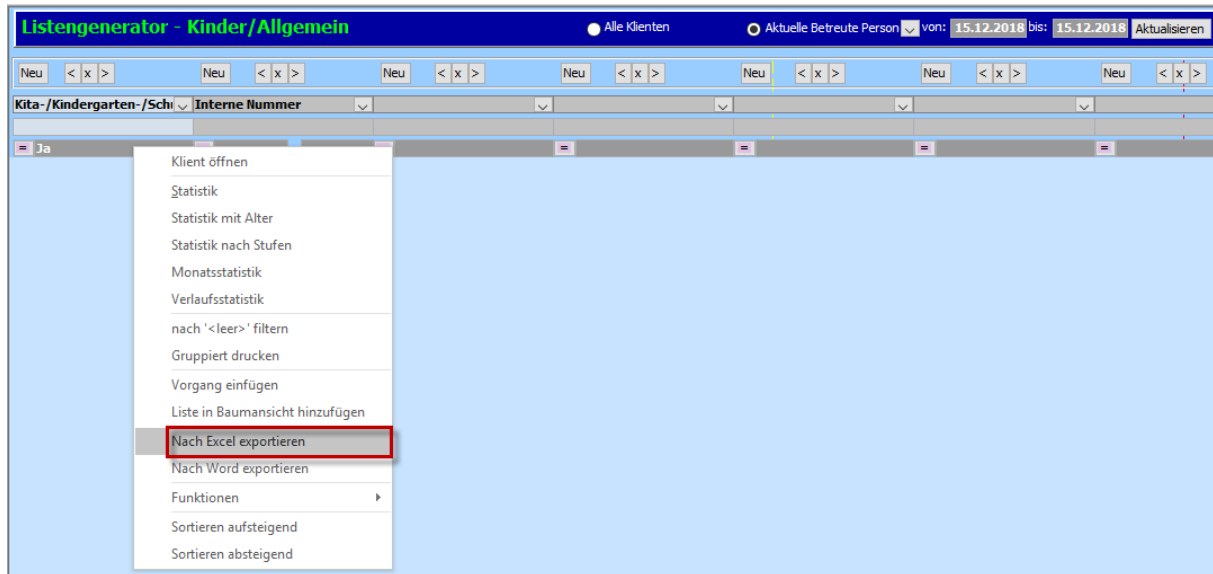 Listengenerator - Kinder/Allgemein Alle Klienten Aktuelle Betreute Person von: 15.12.2018 bis: 15.12.2018 Aktualisieren
Neu < x > Neu < x > Neu < x > Neu < x > Neu < x > Neu < x > Neu < x >
Kita-/Kindergarten-/Schu Interne Nummer
= Ja = = = = =
Klient öffnen
Statistik
Statistik mit Alter
Statistik nach Stufen
Monatsstatistik
Verlaufsstatistik
nach '<leer>' filtern
Gruppiert drucken
Vorgang einfügen
Liste in Baumansicht hinzufügen
Nach Excel exportieren
Nach Word exportieren
Funktionen
Sortieren aufsteigend
Sortieren absteigend